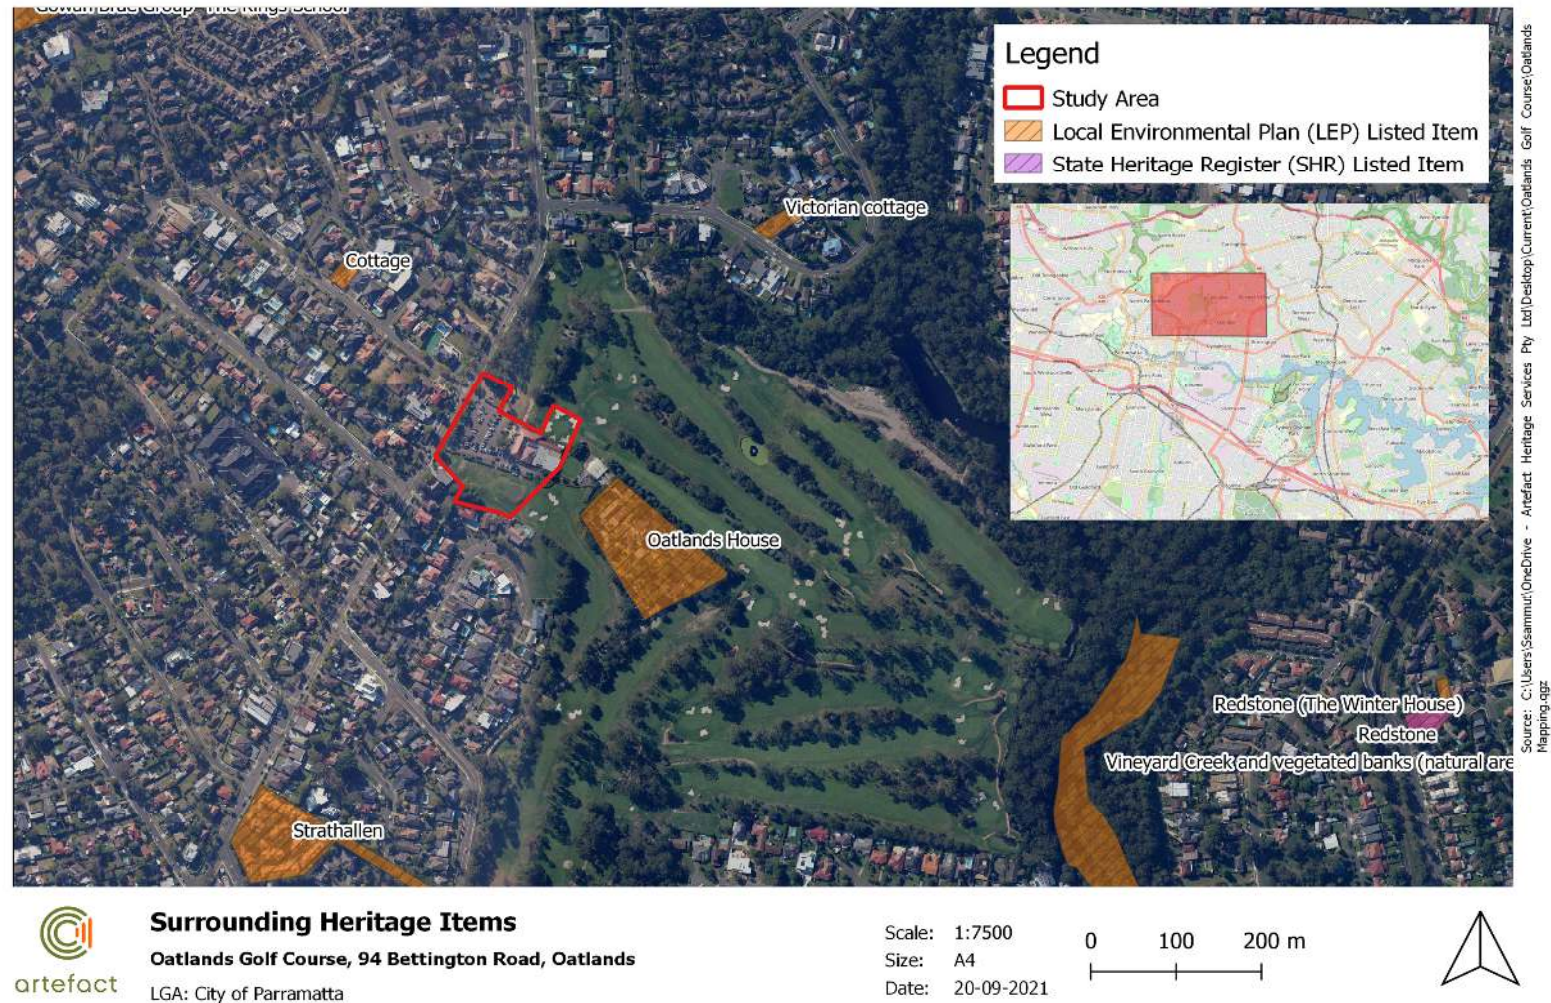 Gowan Brae Group, The Kings School
Legend
Study Area
Local Environmental Plan (LEP) Listed Item
State Heritage Register (SHR) Listed Item
Victorian cottage
Cottage
Oatlands House
Redstone (The Winter House)
Redstone
Vineyard Creek and vegetated banks (natural are
Strathallen
Source: C:\Users\Ssammut\OneDrive - Artefact Heritage Services Pty Ltd\Desktop\Current\Oatlands Golf Course\Oatlands
Mapping.qgz
artefact
Surrounding Heritage Items
Oatlands Golf Course, 94 Bettington Road, Oatlands
LGA: City of Parramatta
Scale: 1:7500
Size: A4
Date: 20-09-2021
0 100 200 m